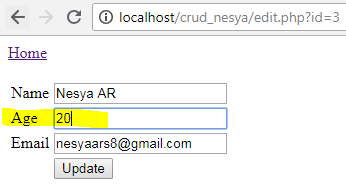 localhost/crud_nesya/edit.php?id=3
Home
Name Nesya AR
Age 20
Email nesyaars8@gmail.com
Update